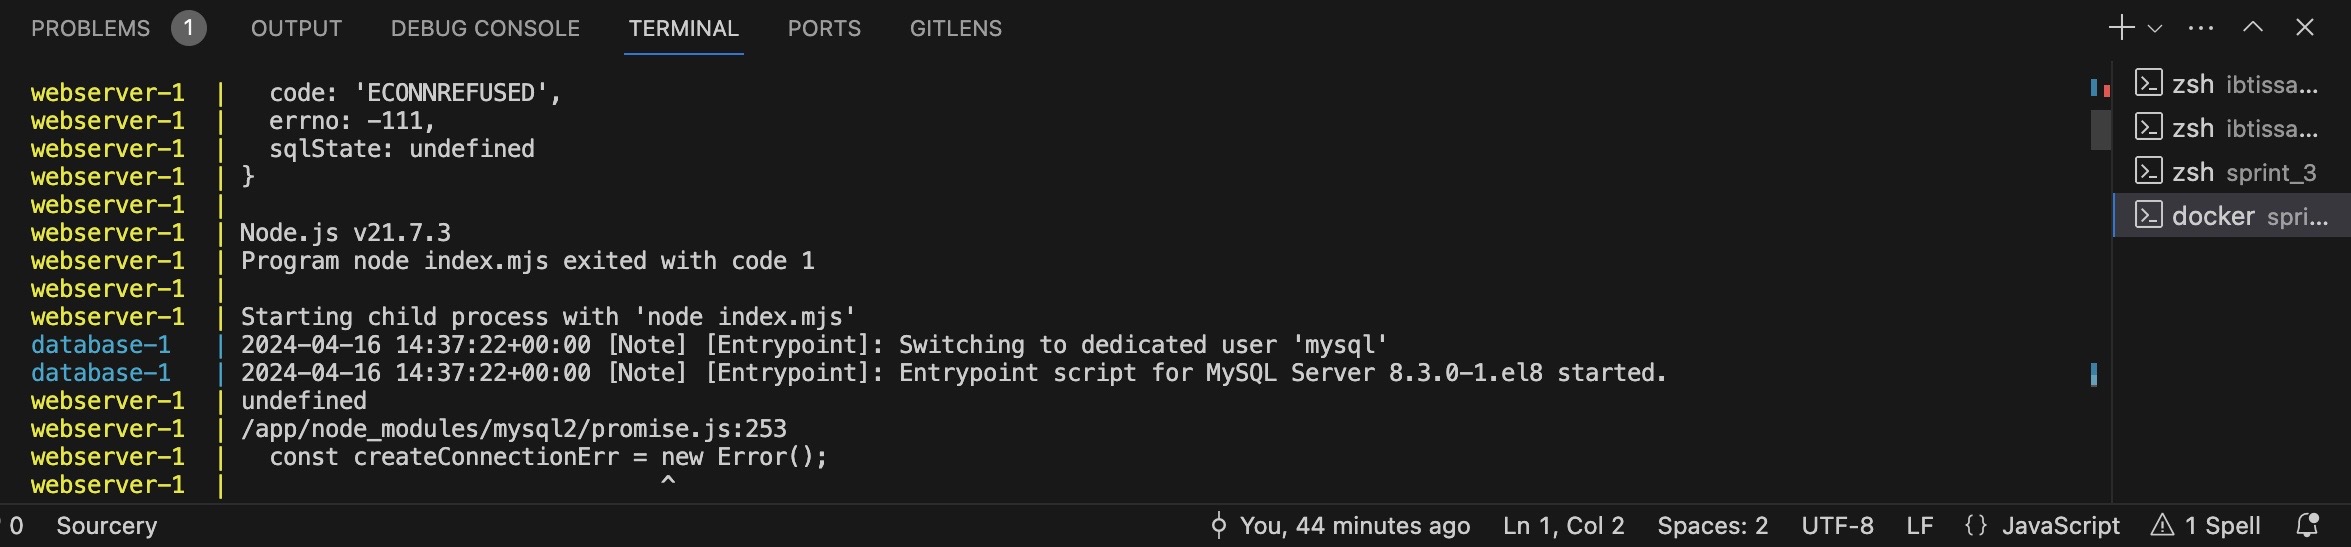 PROBLEMS 1 OUTPUT DEBUG CONSOLE TERMINAL PORTS GITLENS
webserver-1 | code: 'ECONNREFUSED',
webserver-1 | errno: -111,
webserver-1 | sqlState: undefined
webserver-1 | }
webserver-1 |
webserver-1 | Node.js v21.7.3
webserver-1 | Program node index.mjs exited with code 1
webserver-1 |
webserver-1 | Starting child process with 'node index.mjs'
database-1 | 2024-04-16 14:37:22+00:00 [Note] [Entrypoint]: Switching to dedicated user 'mysql'
database-1 | 2024-04-16 14:37:22+00:00 [Note] [Entrypoint]: Entrypoint script for MySQL Server 8.3.0-1.el8 started.
webserver-1 | undefined
webserver-1 | /app/node_modules/mysql2/promise.js:253
webserver-1 | const createConnectionErr = new Error();
webserver-1 | ^
zsh ibtissa...
zsh ibtissa...
zsh sprint_3
docker spri...
0 Sourcery You, 44 minutes ago Ln 1, Col 2 Spaces: 2 UTF-8 LF {} JavaScript 1 Spell